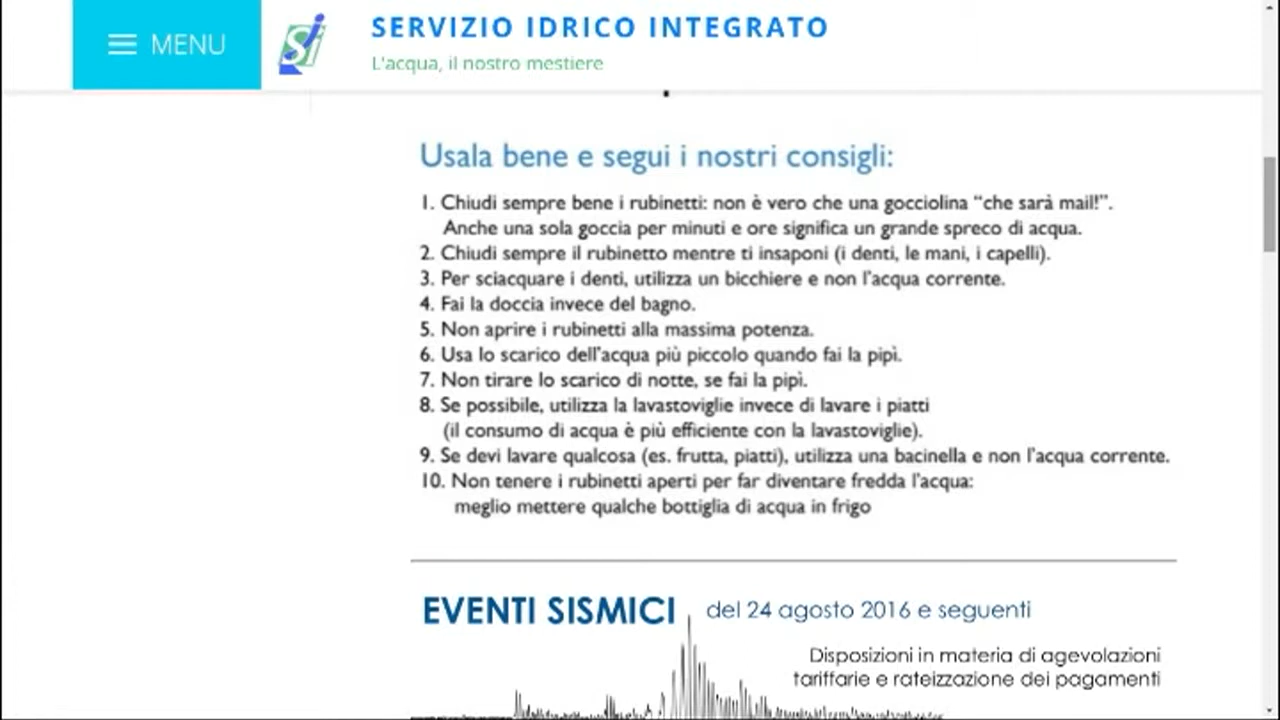 MENU
Si
SERVIZIO IDRICO INTEGRATO
L'acqua, il nostro mestiere
Usala bene e segui i nostri consigli:
1. Chiudi sempre bene i rubinetti: non è vero che una gocciolina “che sarà mail!”.
Anche una sola goccia per minuti e ore significa un grande spreco di acqua.
2. Chiudi sempre il rubinetto mentre ti insaponi (i denti, le mani, i capelli).
3. Per sciacquare i denti, utilizza un bicchiere e non l'acqua corrente.
4. Fai la doccia invece del bagno.
5. Non aprire i rubinetti alla massima potenza.
6. Usa lo scarico dell'acqua più piccolo quando fai la pipì.
7. Non tirare lo scarico di notte, se fai la pipì.
8. Se possibile, utilizza la lavastoviglie invece di lavare i piatti
(il consumo di acqua è più efficiente con la lavastoviglie).
9. Se devi lavare qualcosa (es. frutta, piatti), utilizza una bacinella e non l'acqua corrente.
10. Non tenere i rubinetti aperti per far diventare fredda l'acqua:
meglio mettere qualche bottiglia di acqua in frigo
EVENTI SISMICI del 24 agosto 2016 e seguenti
Disposizioni in materia di agevolazioni
tariffarie e rateizzazione dei pagamenti